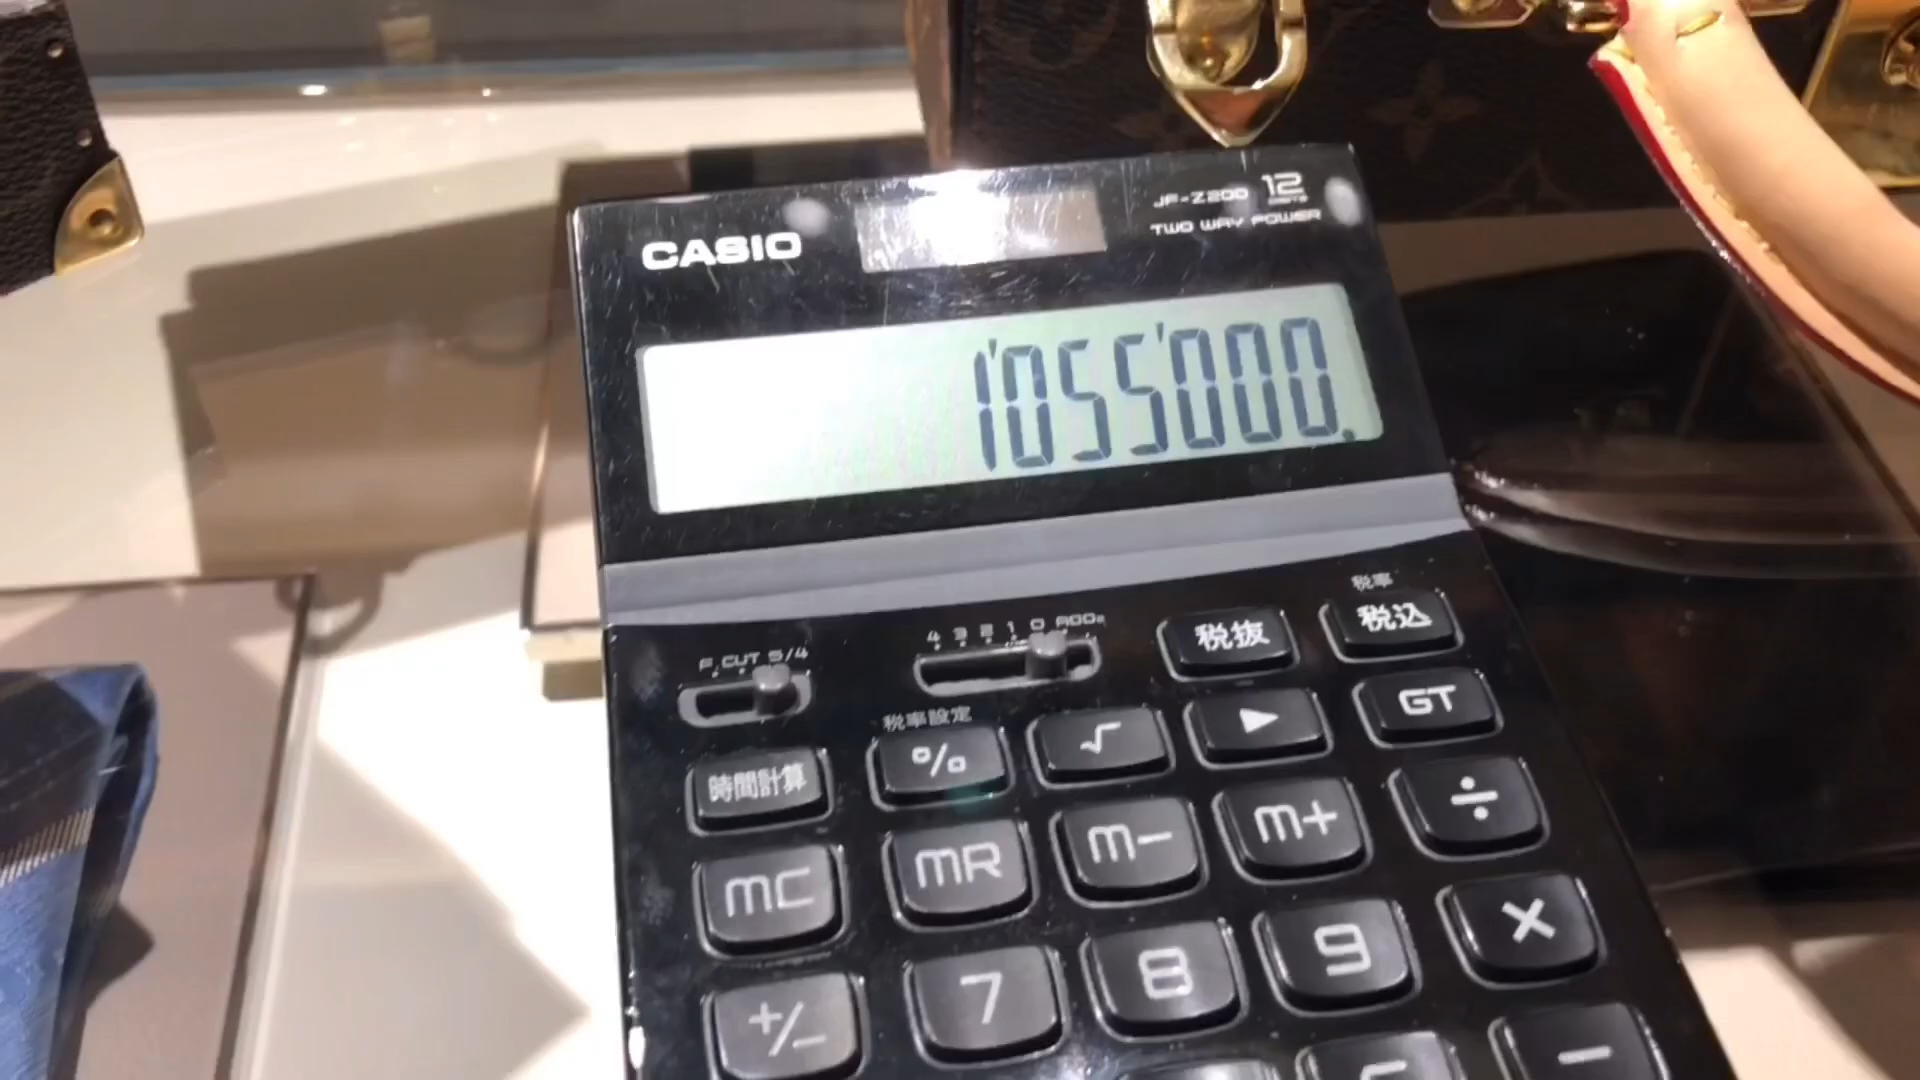 CASIO
JF-Z200 12
DIGITS
TWO WAY POWER
1'055'000.
税率
F CUT 5/4
4 3 2 1 0 ADD₂
税抜
税込
税率設定
時間計算
%
√
▶
GT
MC
MR
M−
M+
÷
+/−
7
8
9
×
−